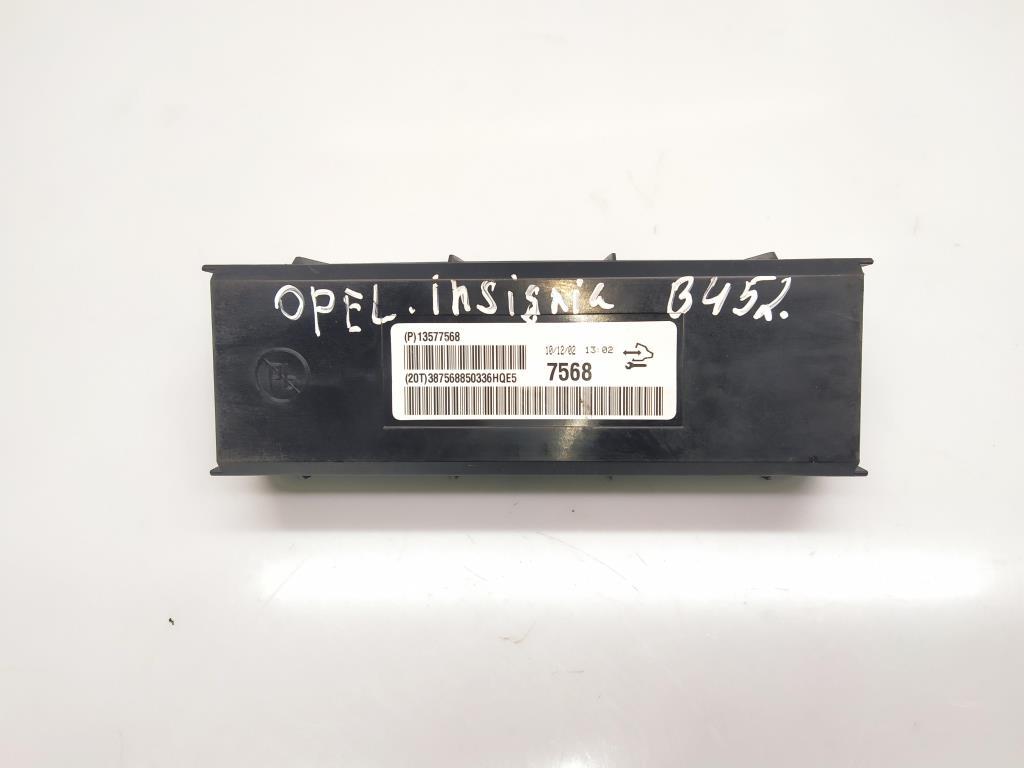 OPEL. insignia B452.
(P)13577568
10/12/02 13:02
(20T)387568850336HQE5
7568